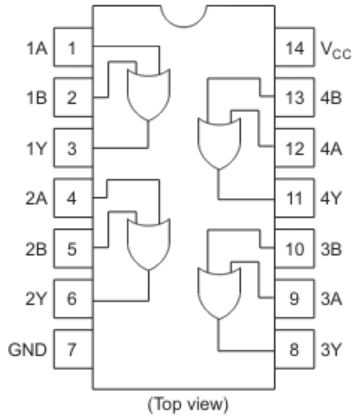 1A 1 14 VCC
1B 2 13 4B
1Y 3 12 4A
2A 4 11 4Y
2B 5 10 3B
2Y 6 9 3A
GND 7 8 3Y
(Top view)